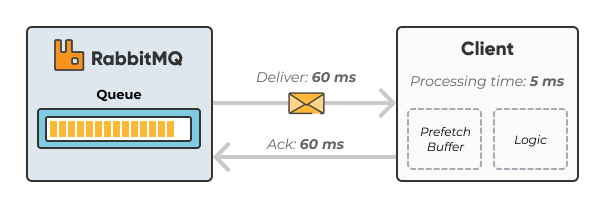 RabbitMQ
Queue
Deliver: 60 ms
Ack: 60 ms
Client
Processing time: 5 ms
Prefetch
Buffer
Logic